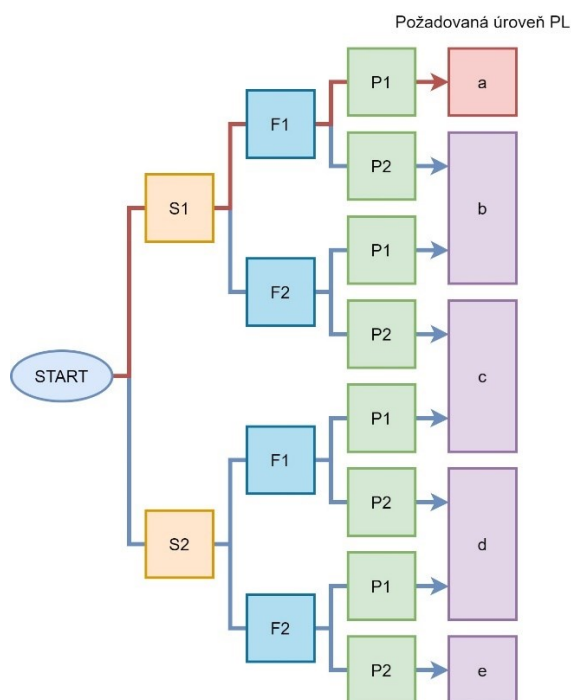 Požadovaná úroveň PL
P1
a
F1
P2
b
S1
P1
F2
P2
c
START
P1
F1
P2
d
S2
P1
F2
P2
e